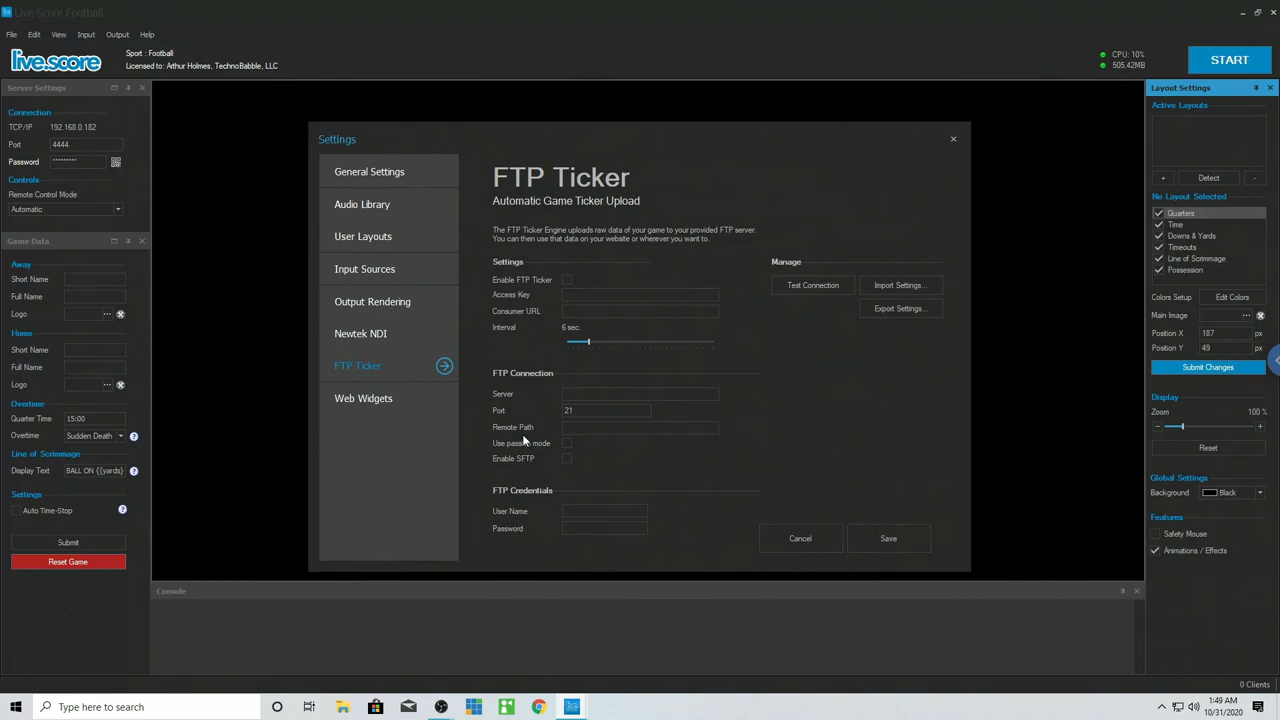 Live Score Football
File Edit View Input Output Help
live.score
Sport : Football
Licensed to: Arthur Holmes, TechnoBabble, LLC
CPU: 10%
505.42MB
START
Server Settings
Connection
TCP/IP 192.168.0.182
Port 4444
Password *********
Controls
Remote Control Mode
Automatic
Game Data
Away
Short Name
Full Name
Logo ...
Home
Short Name
Full Name
Logo ...
Overtime
Quarter Time 15:00
Overtime Sudden Death ?
Line of Scrimmage
Display Text BALL ON {{yards} ?
Settings
Auto Time-Stop ?
Submit
Reset Game
Settings
General Settings
Audio Library
User Layouts
Input Sources
Output Rendering
Newtek NDI
FTP Ticker
Web Widgets
FTP Ticker
Automatic Game Ticker Upload
The FTP Ticker Engine uploads raw data of your game to your provided FTP server.
You can then use that data on your website or wherever you want to.
Settings
Enable FTP Ticker
Access Key
Consumer URL
Interval 6 sec.
Manage
Test Connection Import Settings...
Export Settings...
FTP Connection
Server
Port 21
Remote Path
Use passive mode
Enable SFTP
FTP Credentials
User Name
Password
Cancel Save
Console
Layout Settings
Active Layouts
+ Detect -
No Layout Selected
Quarters
Time
Downs & Yards
Timeouts
Line of Scrimmage
Possession
Colors Setup Edit Colors
Main Image ...
Position X 187 px
Position Y 49 px
Submit Changes
Display
Zoom 100 %
- +
Reset
Global Settings
Background Black
Features
Safety Mouse
Animations / Effects
0 Clients
Type here to search
1:49 AM
10/31/2020